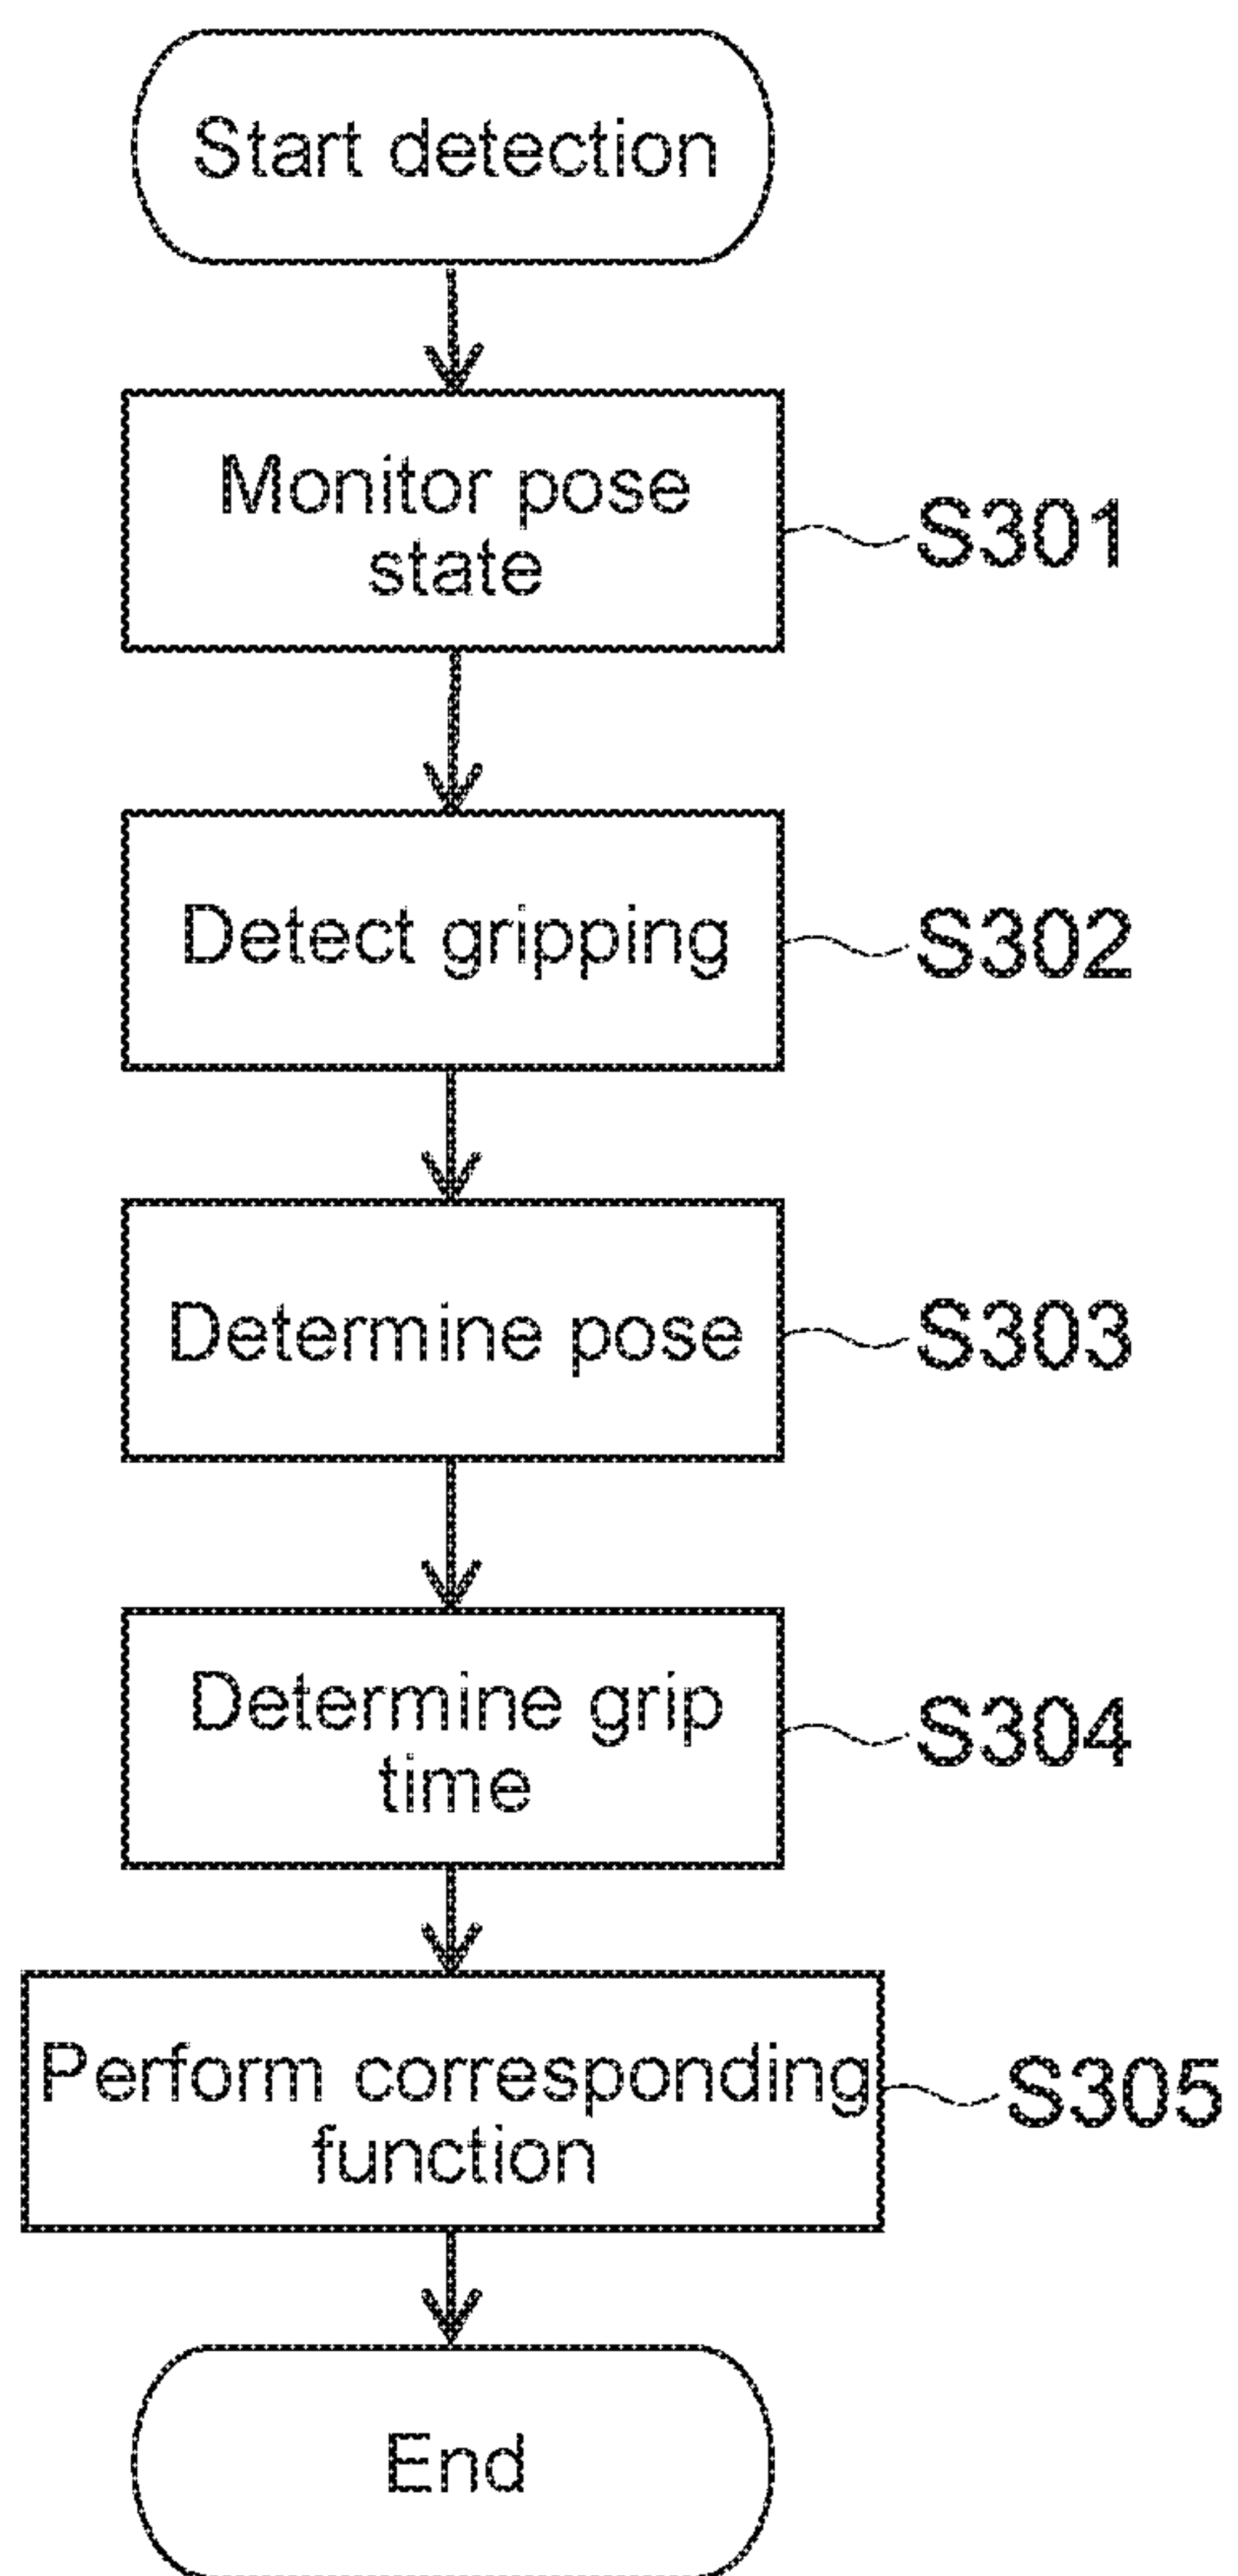 Start detection
Monitor pose
state
S301
Detect gripping
S302
Determine pose
S303
Determine grip
time
S304
Perform corresponding
function
S305
End